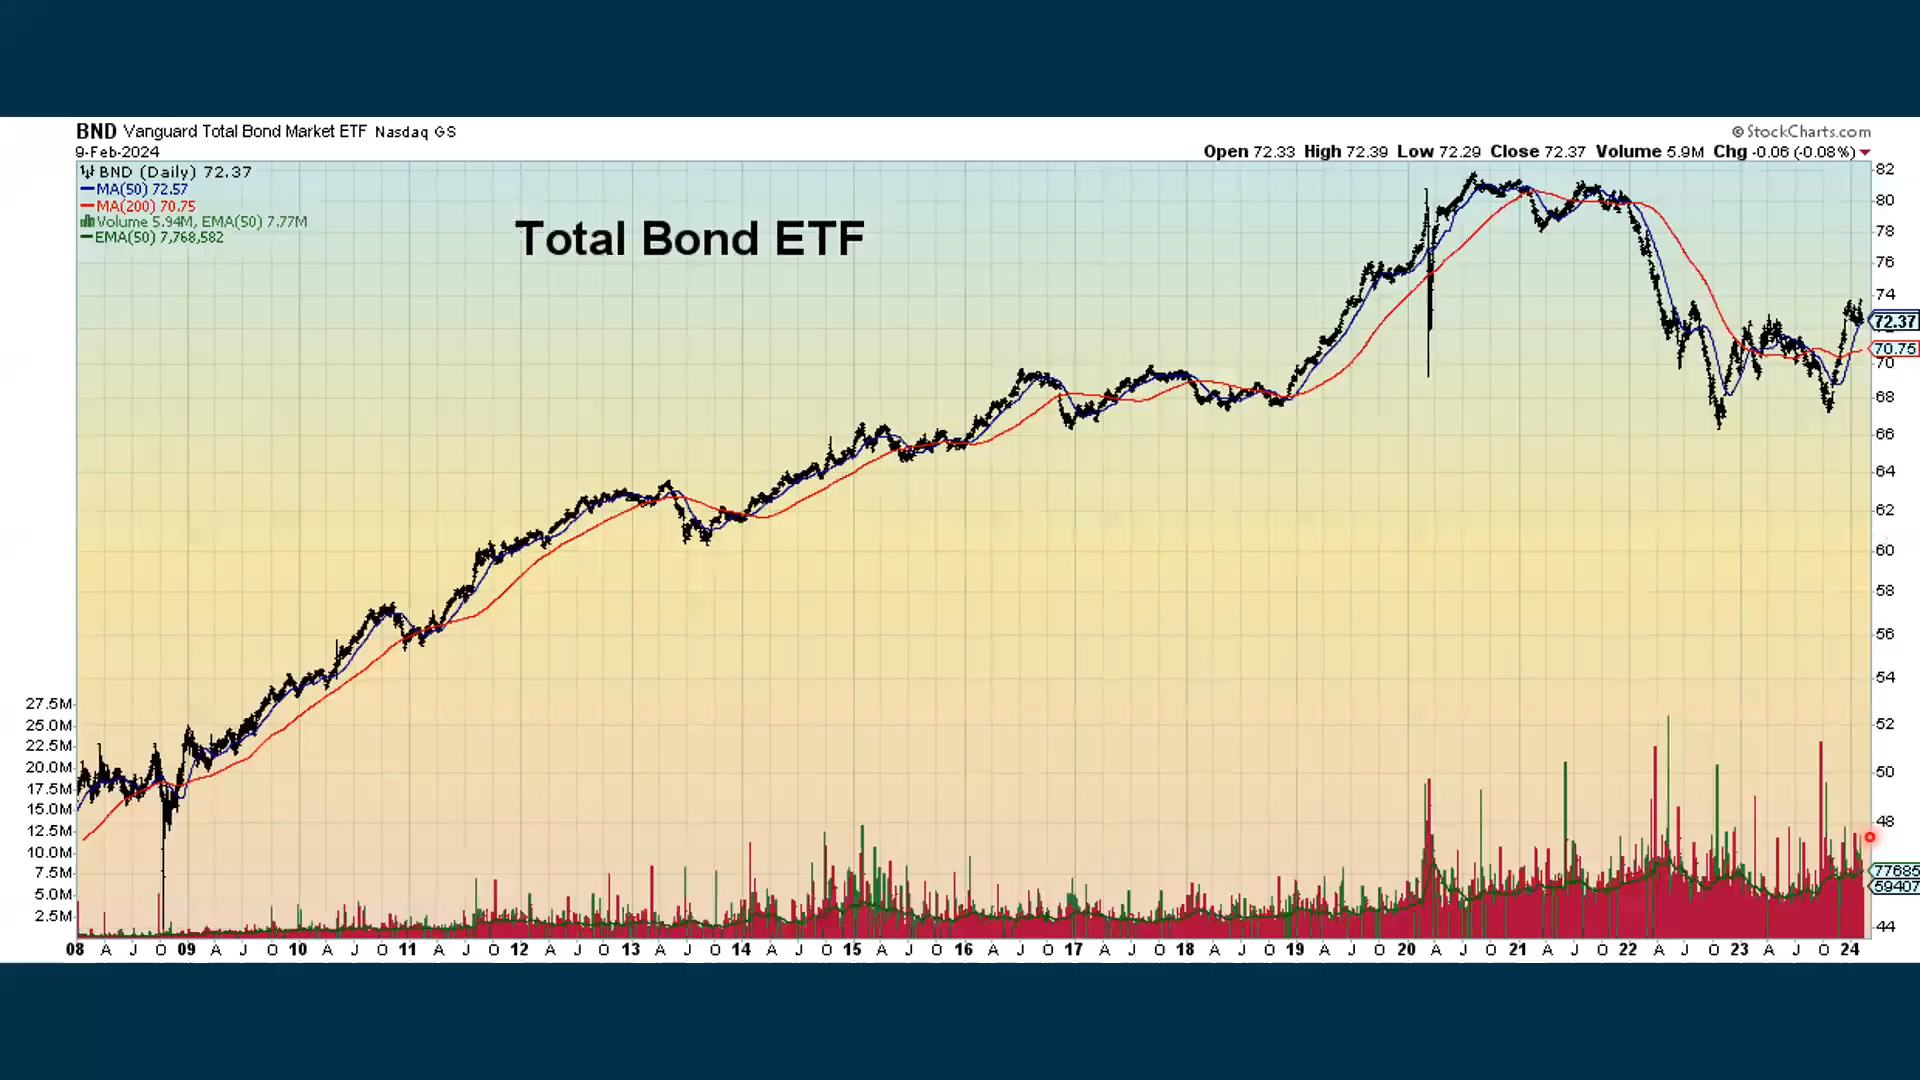 BND Vanguard Total Bond Market ETF Nasdaq GS
© StockCharts.com
9-Feb-2024
Open 72.33 High 72.39 Low 72.29 Close 72.37 Volume 5.9M Chg -0.06 (-0.08%)
BND (Daily) 72.37
MA(50) 72.57
MA(200) 70.75
Volume 5.94M, EMA(50) 7.77M
EMA(50) 7,768,582
Total Bond ETF
82
80
78
76
74
72.37
70.75
70
68
66
64
62
60
58
56
54
52
50
48
77685
59407
44
27.5M
25.0M
22.5M
20.0M
17.5M
15.0M
12.5M
10.0M
7.5M
5.0M
2.5M
08 A J O 09 A J O 10 A J O 11 A J O 12 A J O 13 A J O 14 A J O 15 A J O 16 A J O 17 A J O 18 A J O 19 A J O 20 A J O 21 A J O 22 A J O 23 A J O 24